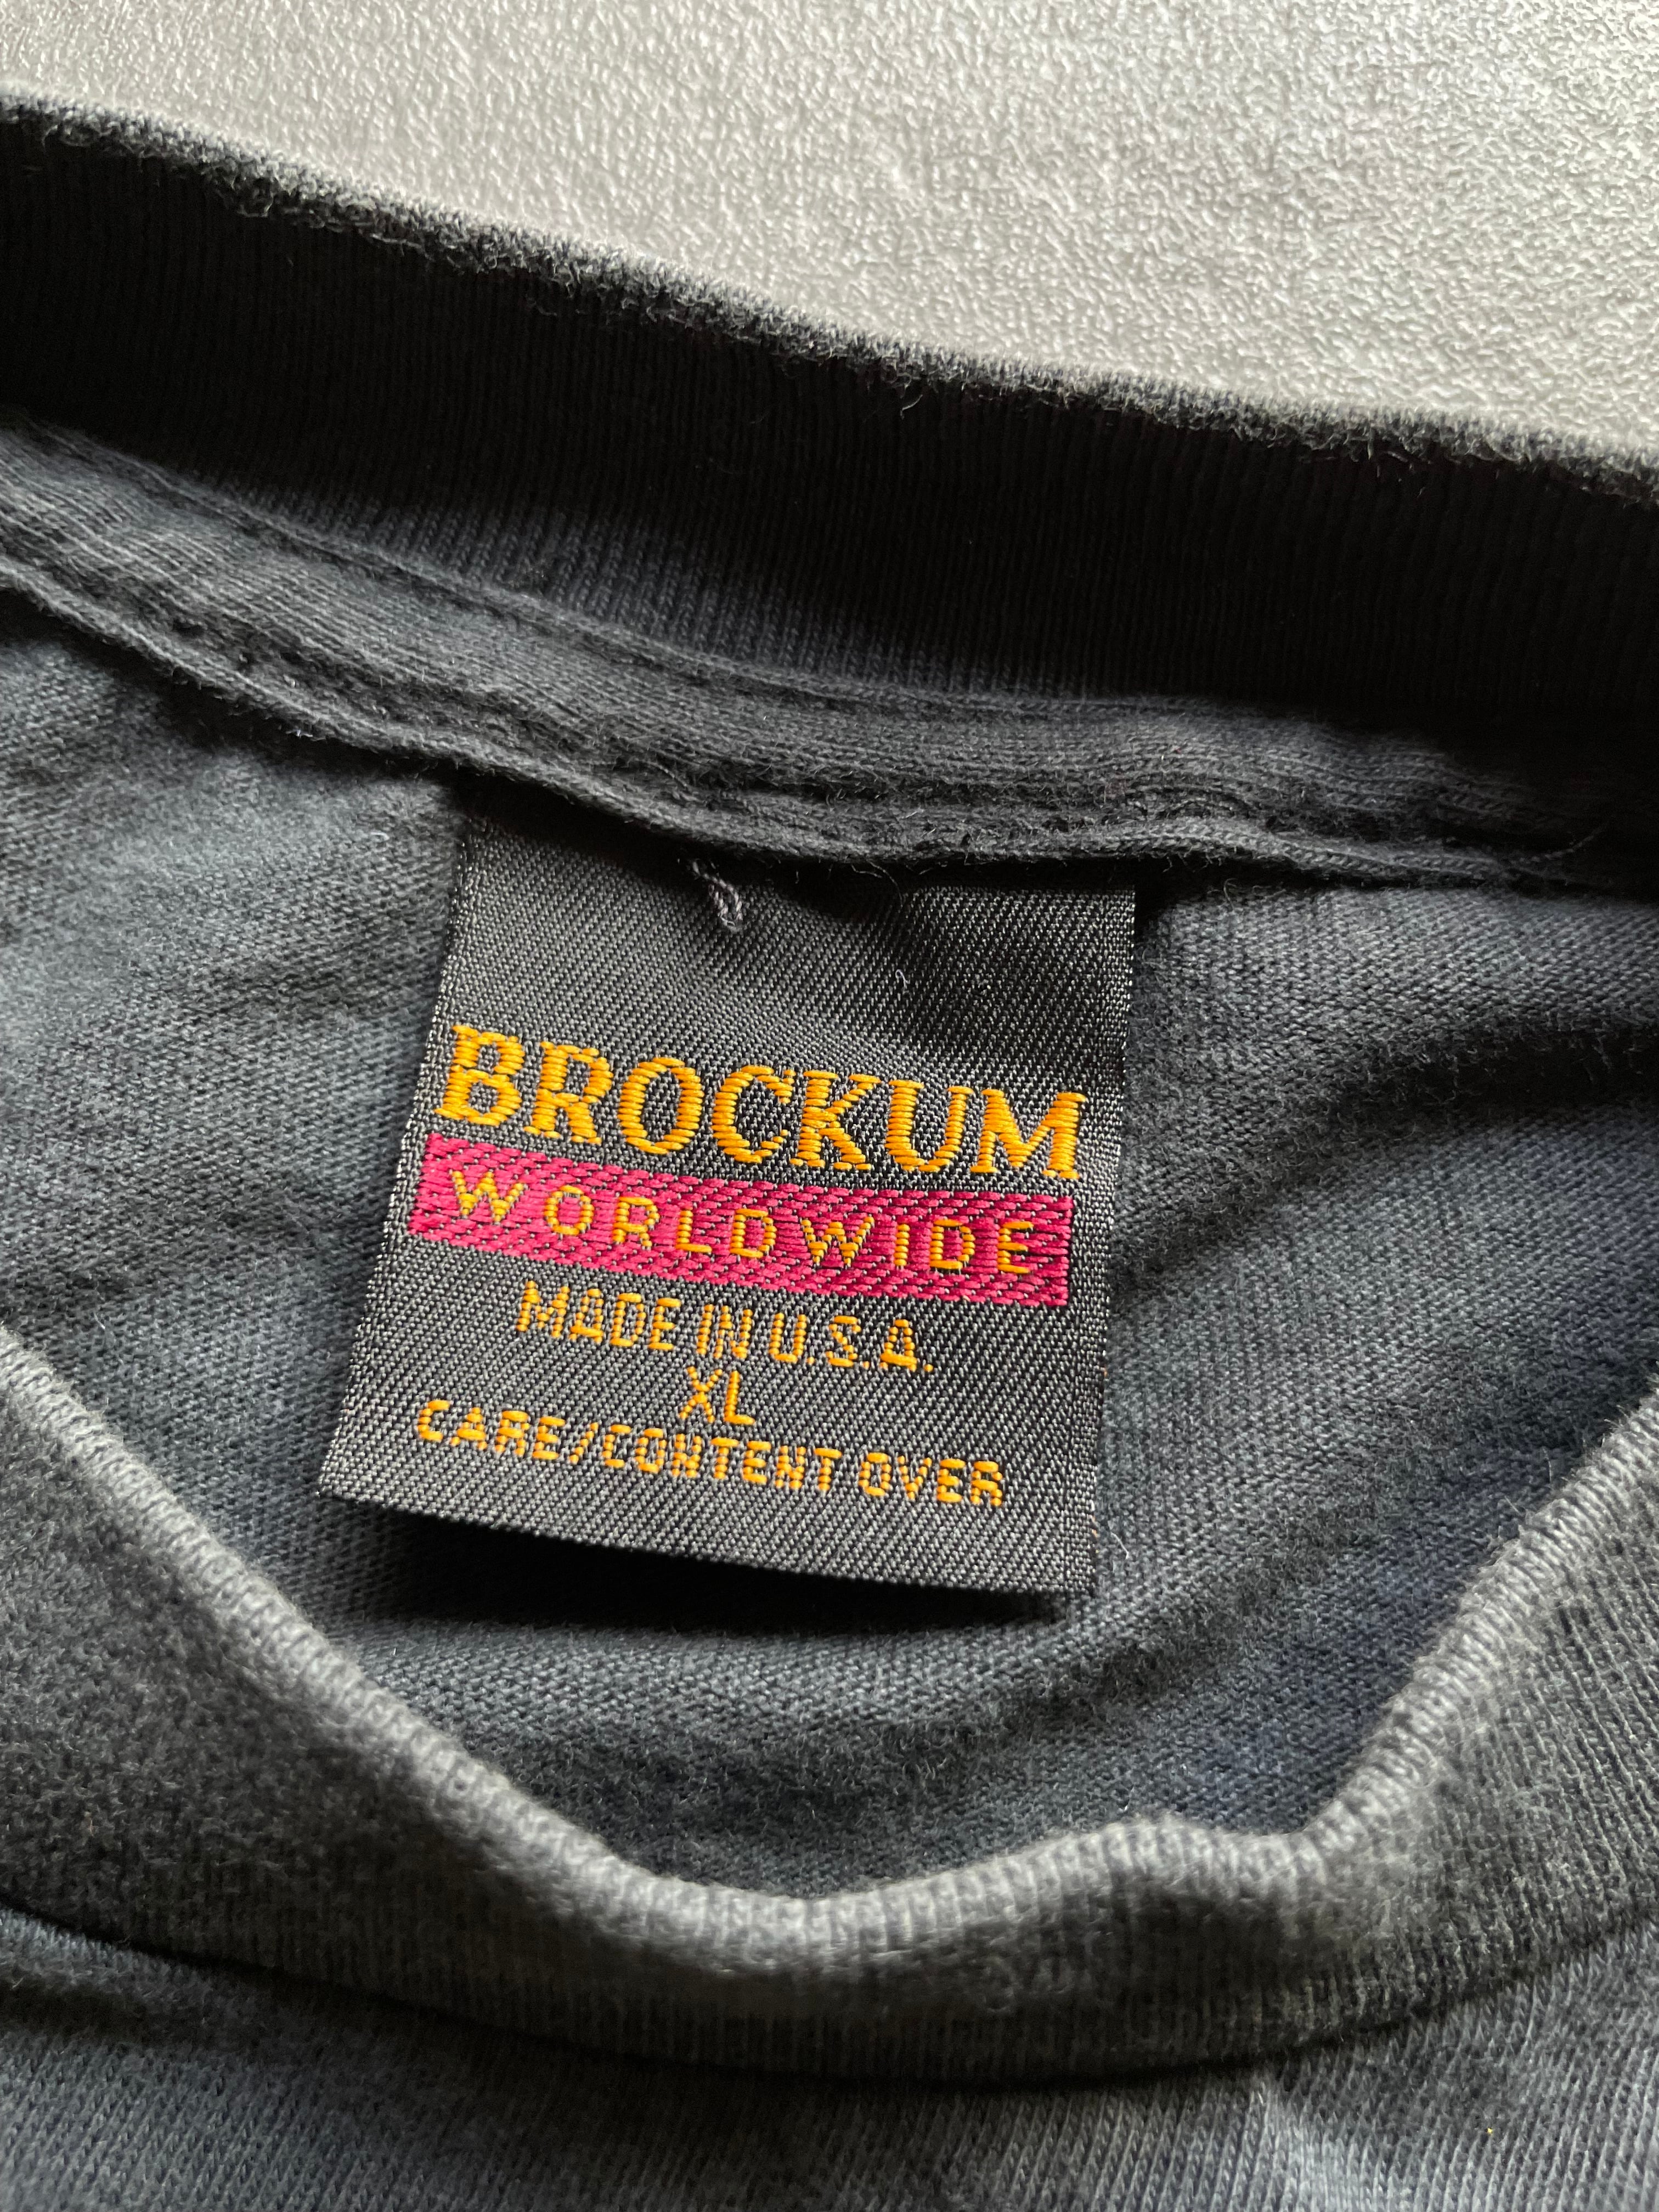 BROCKUM
WORLDWIDE
MADE IN U.S.A.
XL
CARE/CONTENT OVER